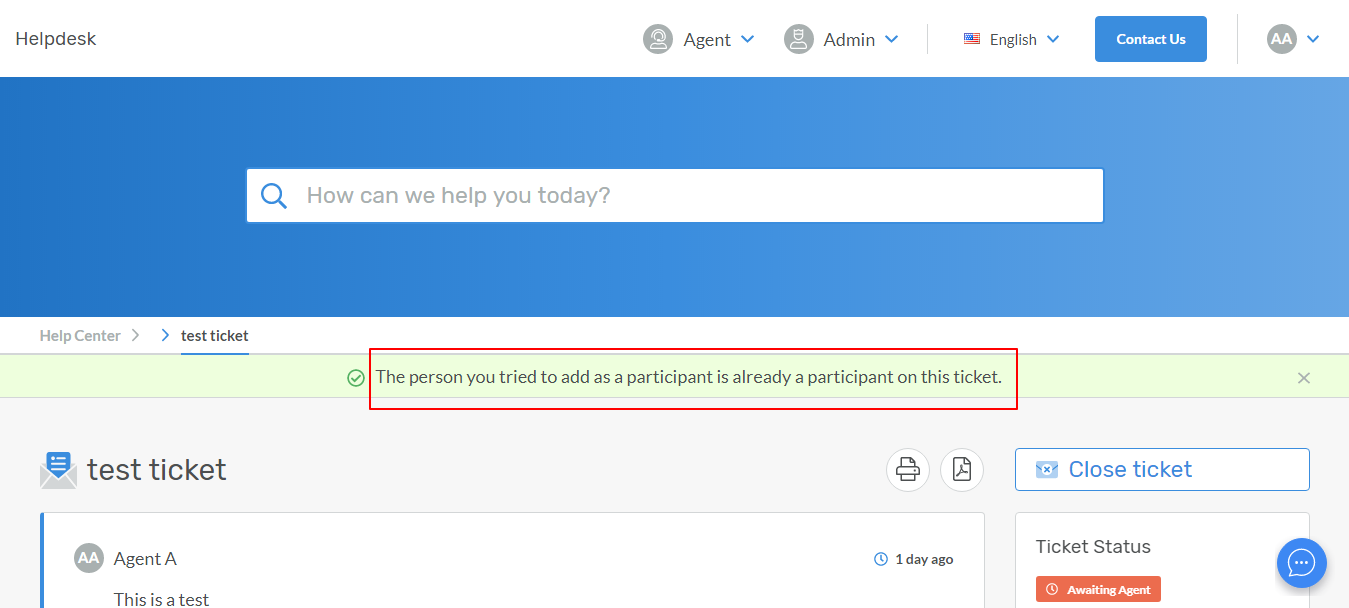 Helpdesk
Agent
Admin
English
Contact Us
AA
How can we help you today?
Help Center
test ticket
The person you tried to add as a participant is already a participant on this ticket.
test ticket
Close ticket
AA Agent A
1 day ago
This is a test
Ticket Status
Awaiting Agent